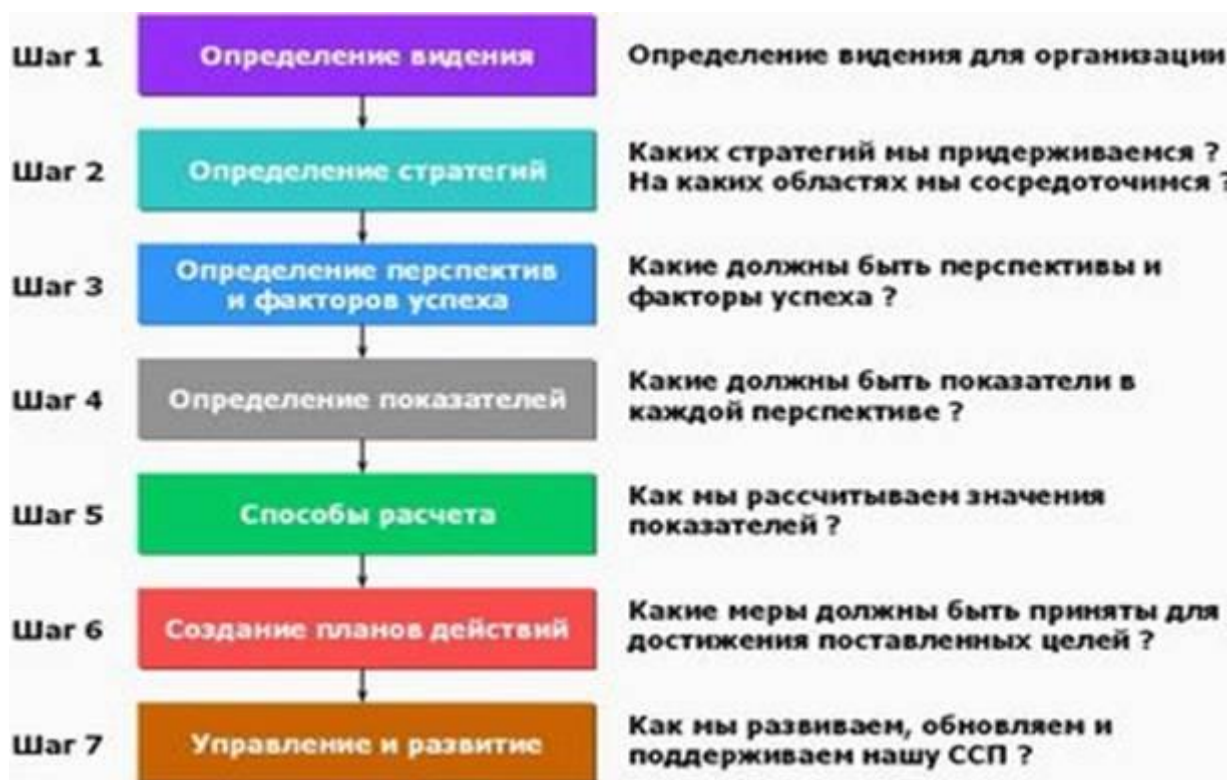 Шаг 1
Определение видения
Определение видения для организации
Шаг 2
Определение стратегий
Каких стратегий мы придерживаемся ?
На каких областях мы сосредоточимся ?
Шаг 3
Определение перспектив
и факторов успеха
Какие должны быть перспективы и
факторы успеха ?
Шаг 4
Определение показателей
Какие должны быть показатели в
каждой перспективе ?
Шаг 5
Способы расчета
Как мы рассчитываем значения
показателей ?
Шаг 6
Создание планов действий
Какие меры должны быть приняты для
достижения поставленных целей ?
Шаг 7
Управление и развитие
Как мы развиваем, обновляем и
поддерживаем нашу ССП ?